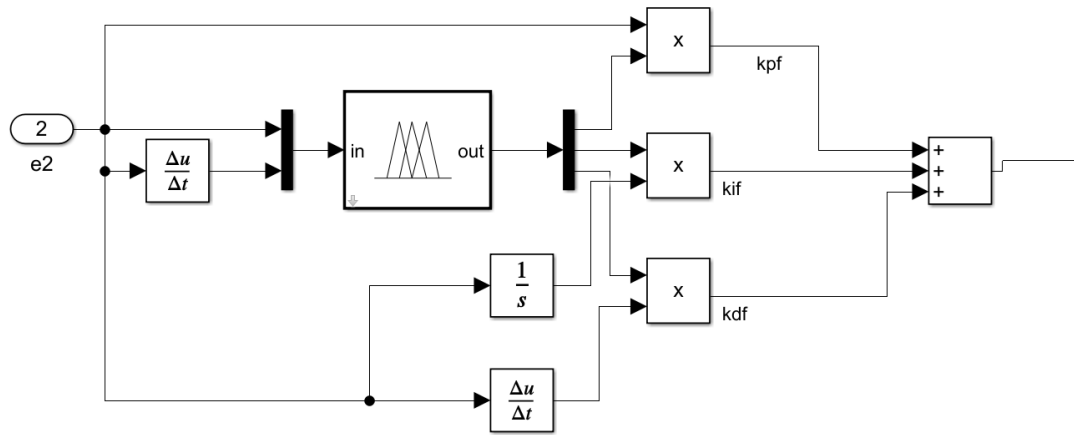 x
kpf
2
e2
Δu
Δt
in
out
x
kif
+
+
+
1
s
x
kdf
Δu
Δt